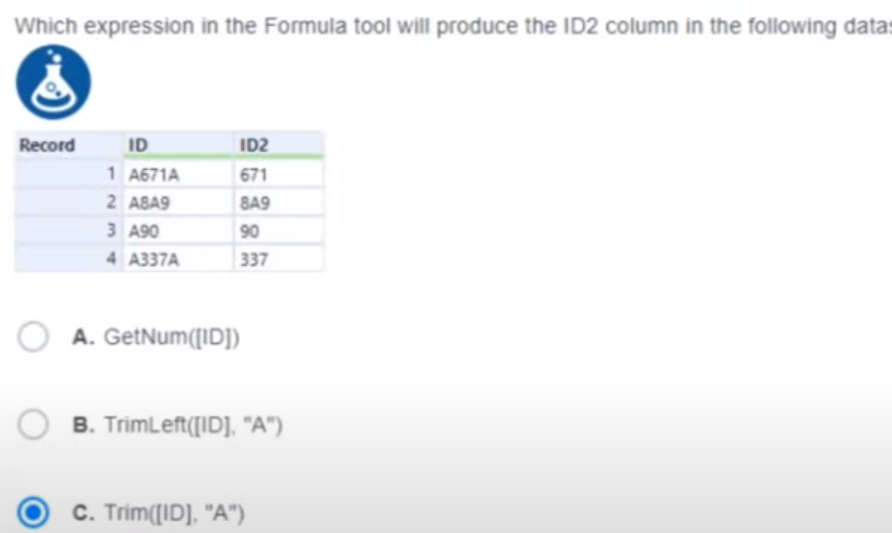 Which expression in the Formula tool will produce the ID2 column in the following
Record ID ID2
1 A671A 671
2 A8A9 8A9
3 A90 90
4 A337A 337
A. GetNum([ID])
B. TrimLeft([ID], "A")
C. Trim([ID], "A")